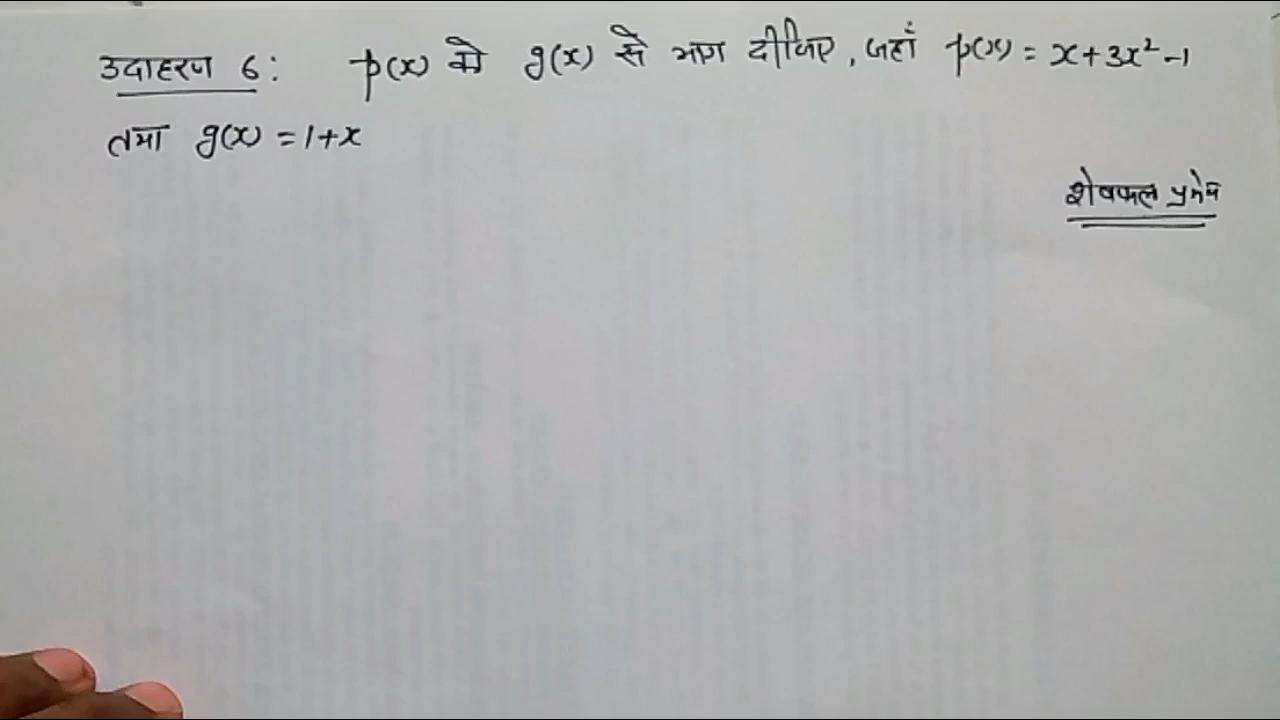 उदाहरण 6: p(x) को g(x) से भाग दीजिए, जहाँ p(x) = x+3x²-1
तथा g(x) = 1+x
शेषफल प्रमेय